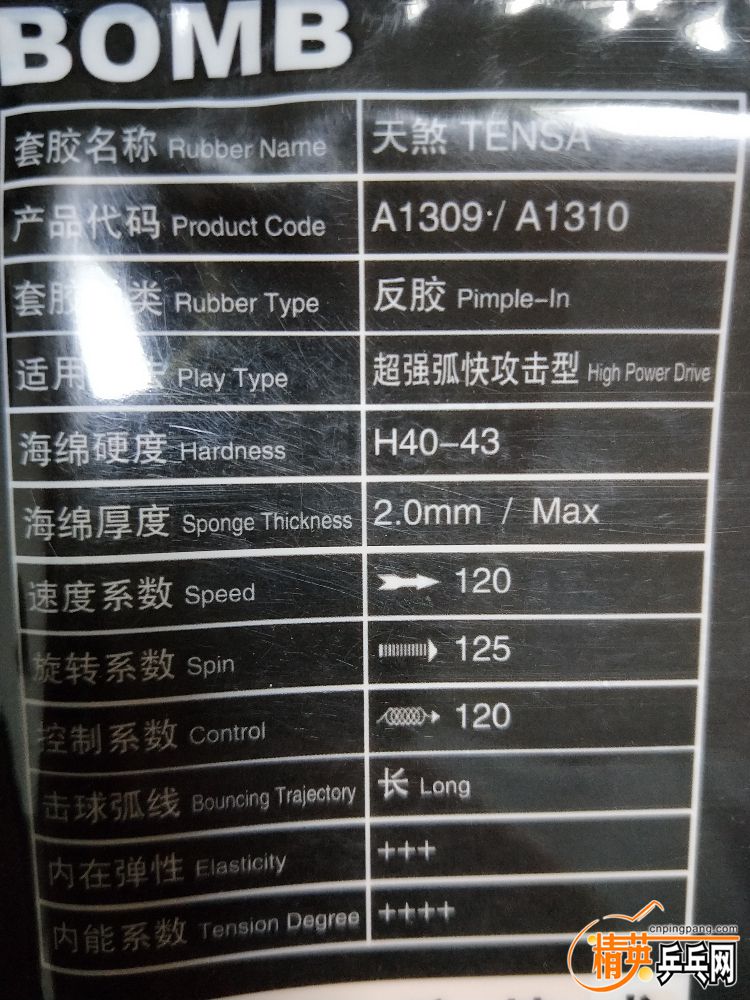 BOMB
套胶名称 Rubber Name 天煞 TENSA
产品代码 Product Code A1309 / A1310
套胶 类 Rubber Type 反胶 Pimple-In
适用 Play Type 超强弧快攻击型 High Power Drive
海绵硬度 Hardness H40-43
海绵厚度 Sponge Thickness 2.0mm / Max
速度系数 Speed 120
旋转系数 Spin 125
控制系数 Control 120
击球弧线 Bouncing Trajectory 长 Long
内在弹性 Elasticity +++
内能系数 Tension Degree ++++
cnpingpang.com
精英乒乓网